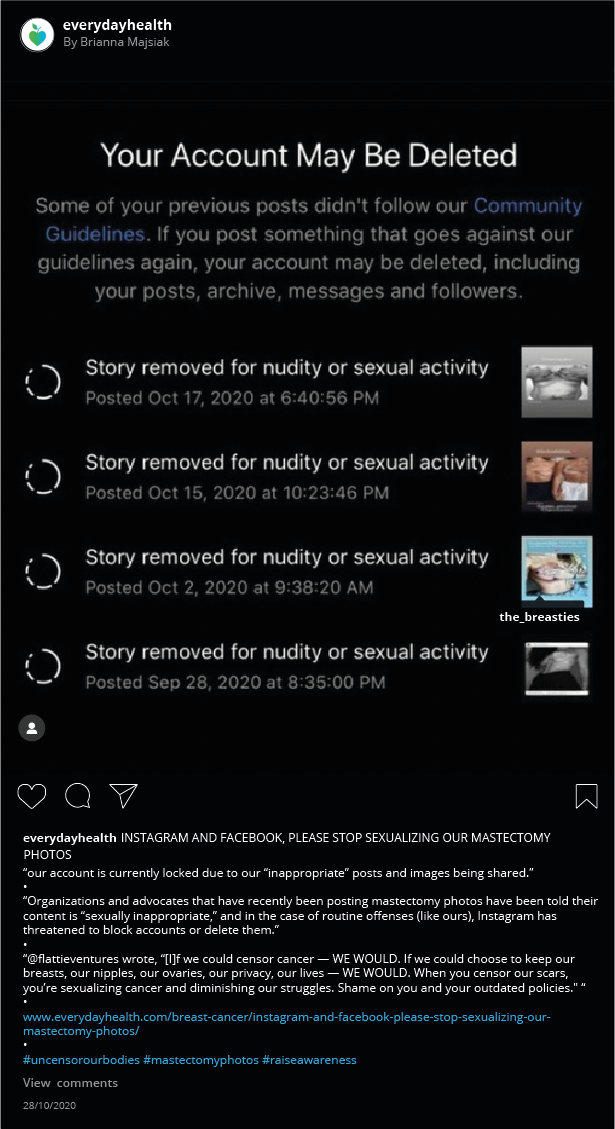 everydayhealth
By Brianna Majsiak
Your Account May Be Deleted
Some of your previous posts didn't follow our Community
Guidelines. If you post something that goes against our
guidelines again, your account may be deleted, including
your posts, archive, messages and followers.
Story removed for nudity or sexual activity
Posted Oct 17, 2020 at 6:40:56 PM
Story removed for nudity or sexual activity
Posted Oct 15, 2020 at 10:23:46 PM
Story removed for nudity or sexual activity
Posted Oct 2, 2020 at 9:38:20 AM
the_breasties
Story removed for nudity or sexual activity
Posted Sep 28, 2020 at 8:35:00 PM
everydayhealth INSTAGRAM AND FACEBOOK, PLEASE STOP SEXUALIZING OUR MASTECTOMY
PHOTOS
“our account is currently locked due to our “inappropriate” posts and images being shared.”
•
“Organizations and advocates that have recently been posting mastectomy photos have been told their
content is “sexually inappropriate,” and in the case of routine offenses (like ours), Instagram has
threatened to block accounts or delete them.”
•
“@flattieventures wrote, “[I]f we could censor cancer — WE WOULD. If we could choose to keep our
breasts, our nipples, our ovaries, our privacy, our lives — WE WOULD. When you censor our scars,
you’re sexualizing cancer and diminishing our struggles. Shame on you and your outdated policies." “
•
www.everydayhealth.com/breast-cancer/instagram-and-facebook-please-stop-sexualizing-our-
mastectomy-photos/
•
#uncensorourbodies #mastectomyphotos #raiseawareness
View comments
28/10/2020